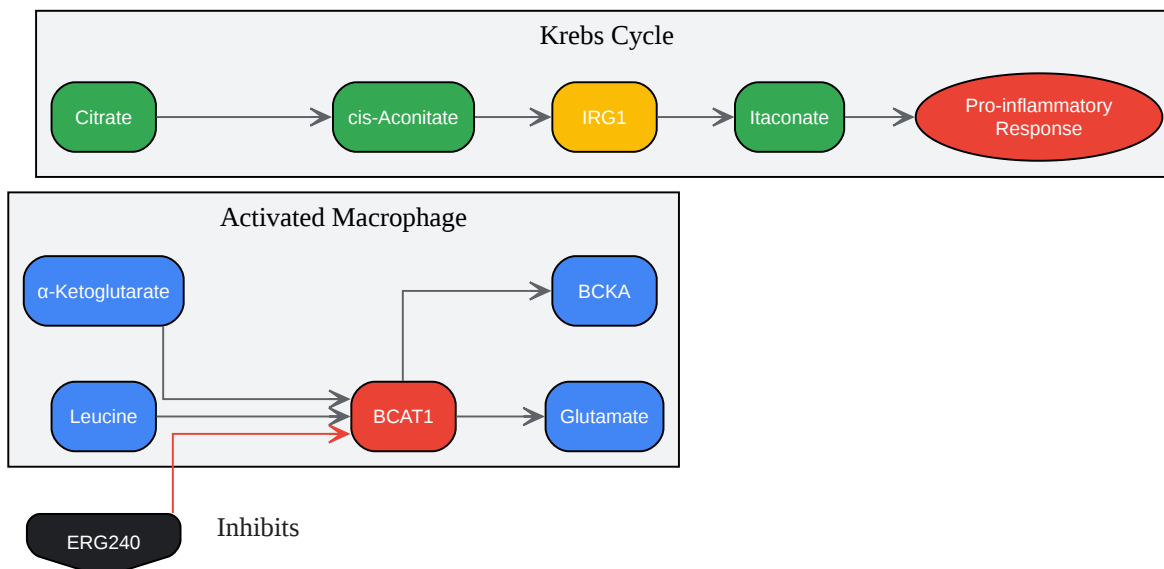 Krebs Cycle
Citrate
cis-Aconitate
IRG1
Itaconate
Pro-inflammatory
Response
Activated Macrophage
α-Ketoglutarate
BCKA
Leucine
BCAT1
Glutamate
ERG240
Inhibits